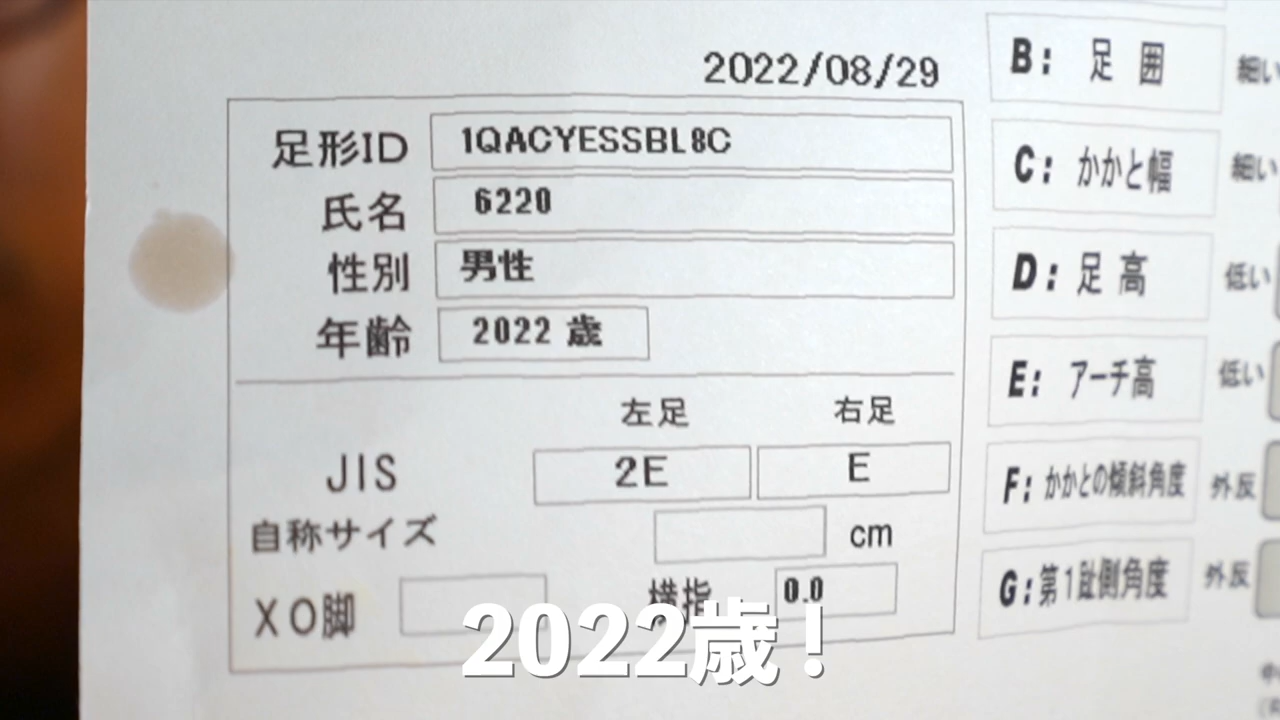 2022/08/29
足形ID 1QACYESSBL8C
氏名 6220
性別 男性
年齢 2022 歳
左足 右足
JIS 2E E
自称サイズ cm
XO脚 横指 0.0
B: 足囲 細い
C: かかと幅 細い
D: 足高 低い
E: アーチ高 低い
F: かかとの傾斜角度 外反
G: 第1趾側角度 外反
2022歳!